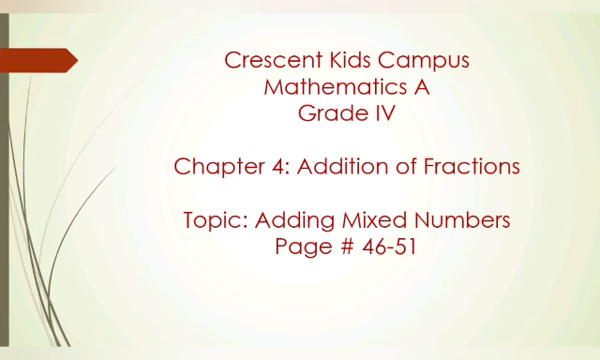 Crescent Kids Campus
Mathematics A
Grade IV
Chapter 4: Addition of Fractions
Topic: Adding Mixed Numbers
Page # 46-51